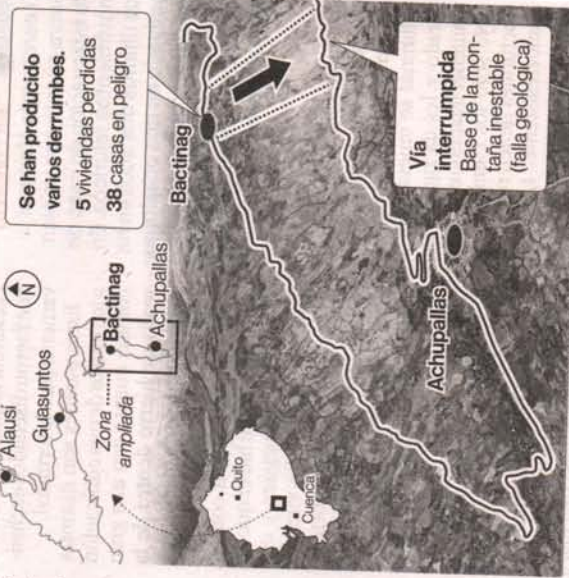 Alausí
Guasuntos
Zona
ampliada
Bactinag
Achupallas
N
Quito
Cuenca
Se han producido
varios derrumbes.
5 viviendas perdidas
38 casas en peligro
Bactinag
Achupallas
Vía
interrumpida
Base de la mon-
taña inestable
(falla geológica)